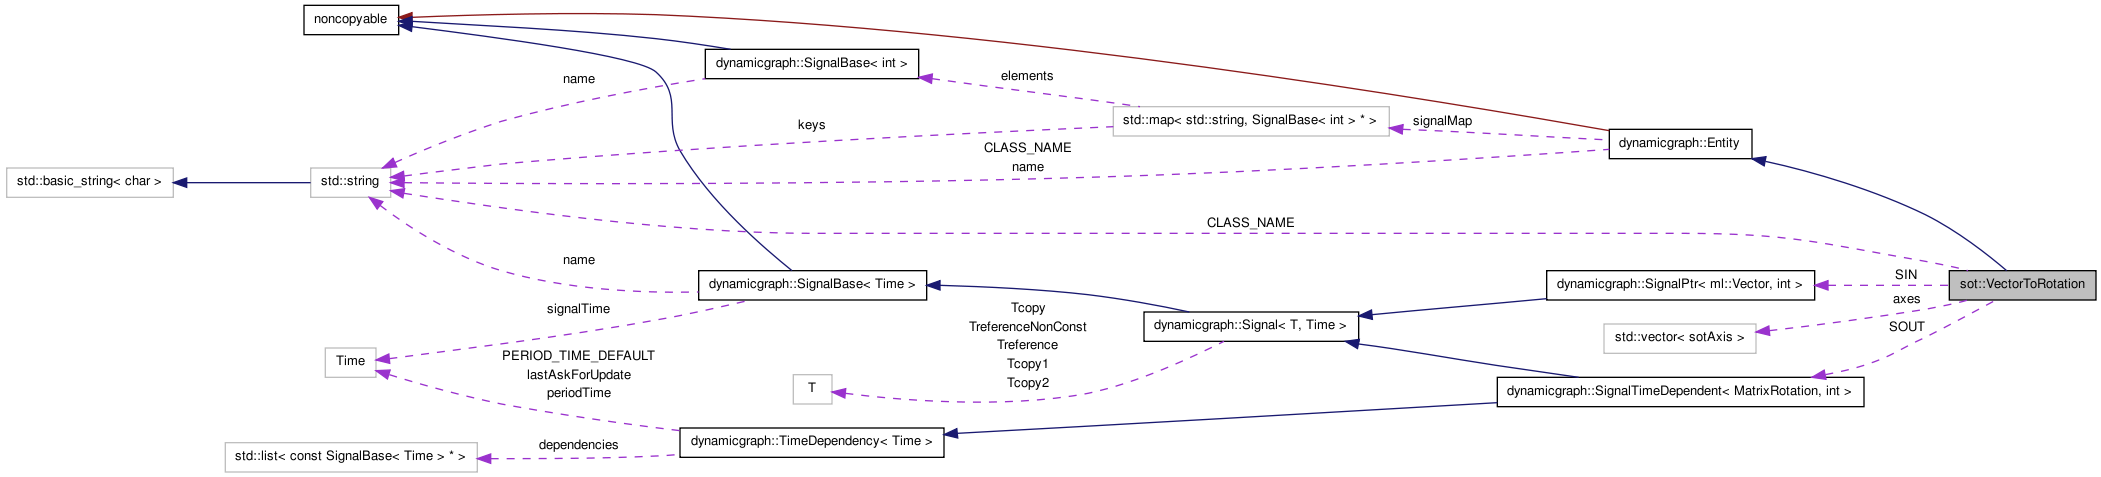 noncopyable
dynamicgraph::SignalBase< int >
name
elements
std::map< std::string, SignalBase< int > * >
signalMap
keys
dynamicgraph::Entity
CLASS_NAME
name
std::basic_string< char >
std::string
CLASS_NAME
name
dynamicgraph::SignalBase< Time >
dynamicgraph::SignalPtr< ml::Vector, int >
SIN
sot::VectorToRotation
axes
signalTime
Tcopy
TreferenceNonConst
Treference
Tcopy1
Tcopy2
dynamicgraph::Signal< T, Time >
SOUT
std::vector< sotAxis >
Time
PERIOD_TIME_DEFAULT
lastAskForUpdate
periodTime
T
dynamicgraph::SignalTimeDependent< MatrixRotation, int >
dynamicgraph::TimeDependency< Time >
dependencies
std::list< const SignalBase< Time > * >